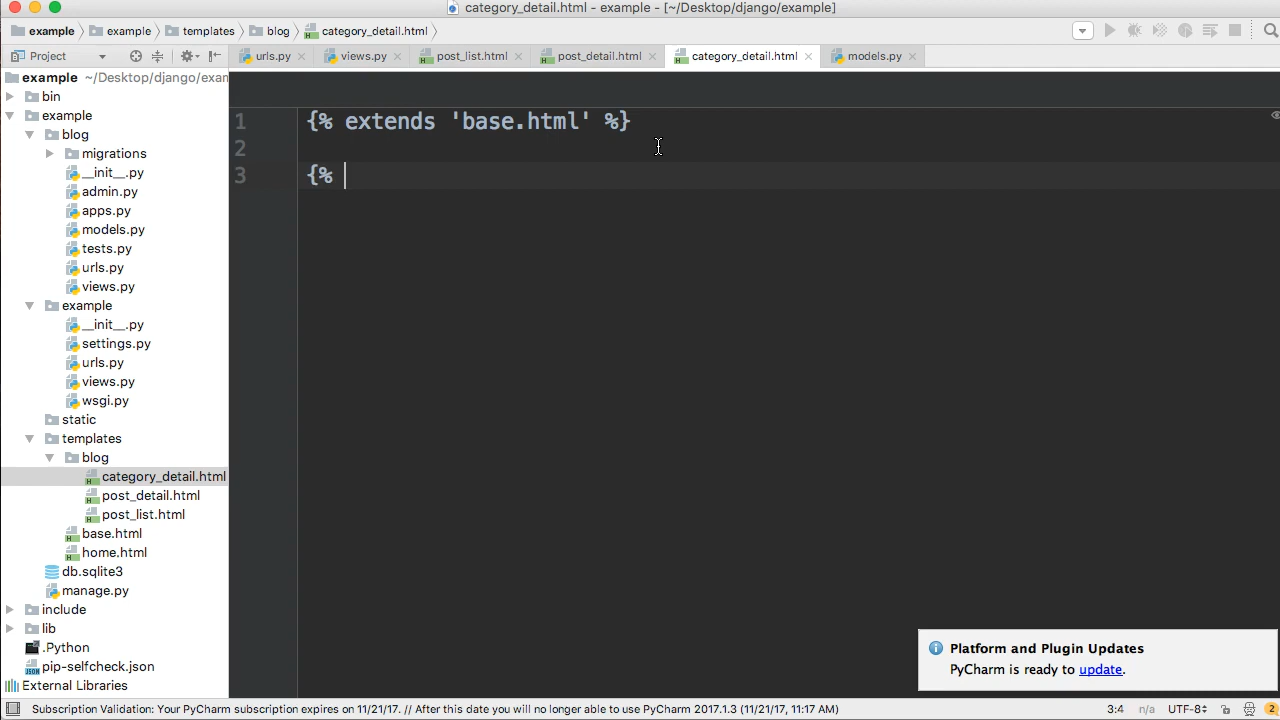 category_detail.html - example - [~/Desktop/django/example]
example example templates blog category_detail.html
Project urls.py views.py post_list.html post_detail.html category_detail.html models.py
example ~/Desktop/django/exam
bin
example
blog
migrations
__init__.py
admin.py
apps.py
models.py
tests.py
urls.py
views.py
example
__init__.py
settings.py
urls.py
views.py
wsgi.py
static
templates
blog
category_detail.html
post_detail.html
post_list.html
base.html
home.html
db.sqlite3
manage.py
include
lib
.Python
pip-selfcheck.json
External Libraries
1 {% extends 'base.html' %}
2
3 {%
Platform and Plugin Updates
PyCharm is ready to update.
Subscription Validation: Your PyCharm subscription expires on 11/21/17. // After this date you will no longer able to use PyCharm 2017.1.3 (11/21/17, 11:17 AM) 3:4 n/a UTF-8 2